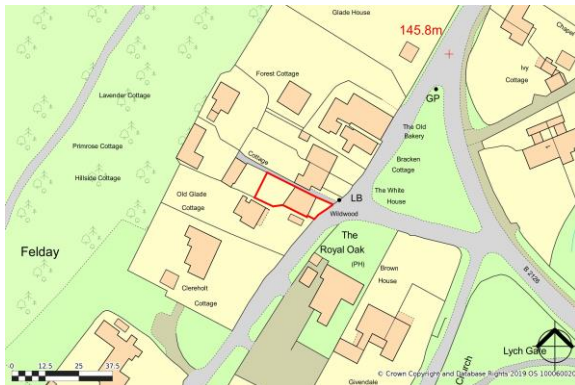 Glade House
145.8m
Chapel
Ivy
Cottage
Forest Cottage
Lavender Cottage
GP
The Old
Bakery
Primrose Cottage
Cottage
Bracken
Cottage
Hillside Cottage
Old Glade
Cottage
The White
House
LB
Wildwood
The
Royal Oak
(PH)
Felday
Brown
House
B 2126
Clereholt
Cottage
Church
Lych Gate
Givendale
0 12.5 25 37.5
© Crown Copyright and Database Rights 2019 OS 100060020